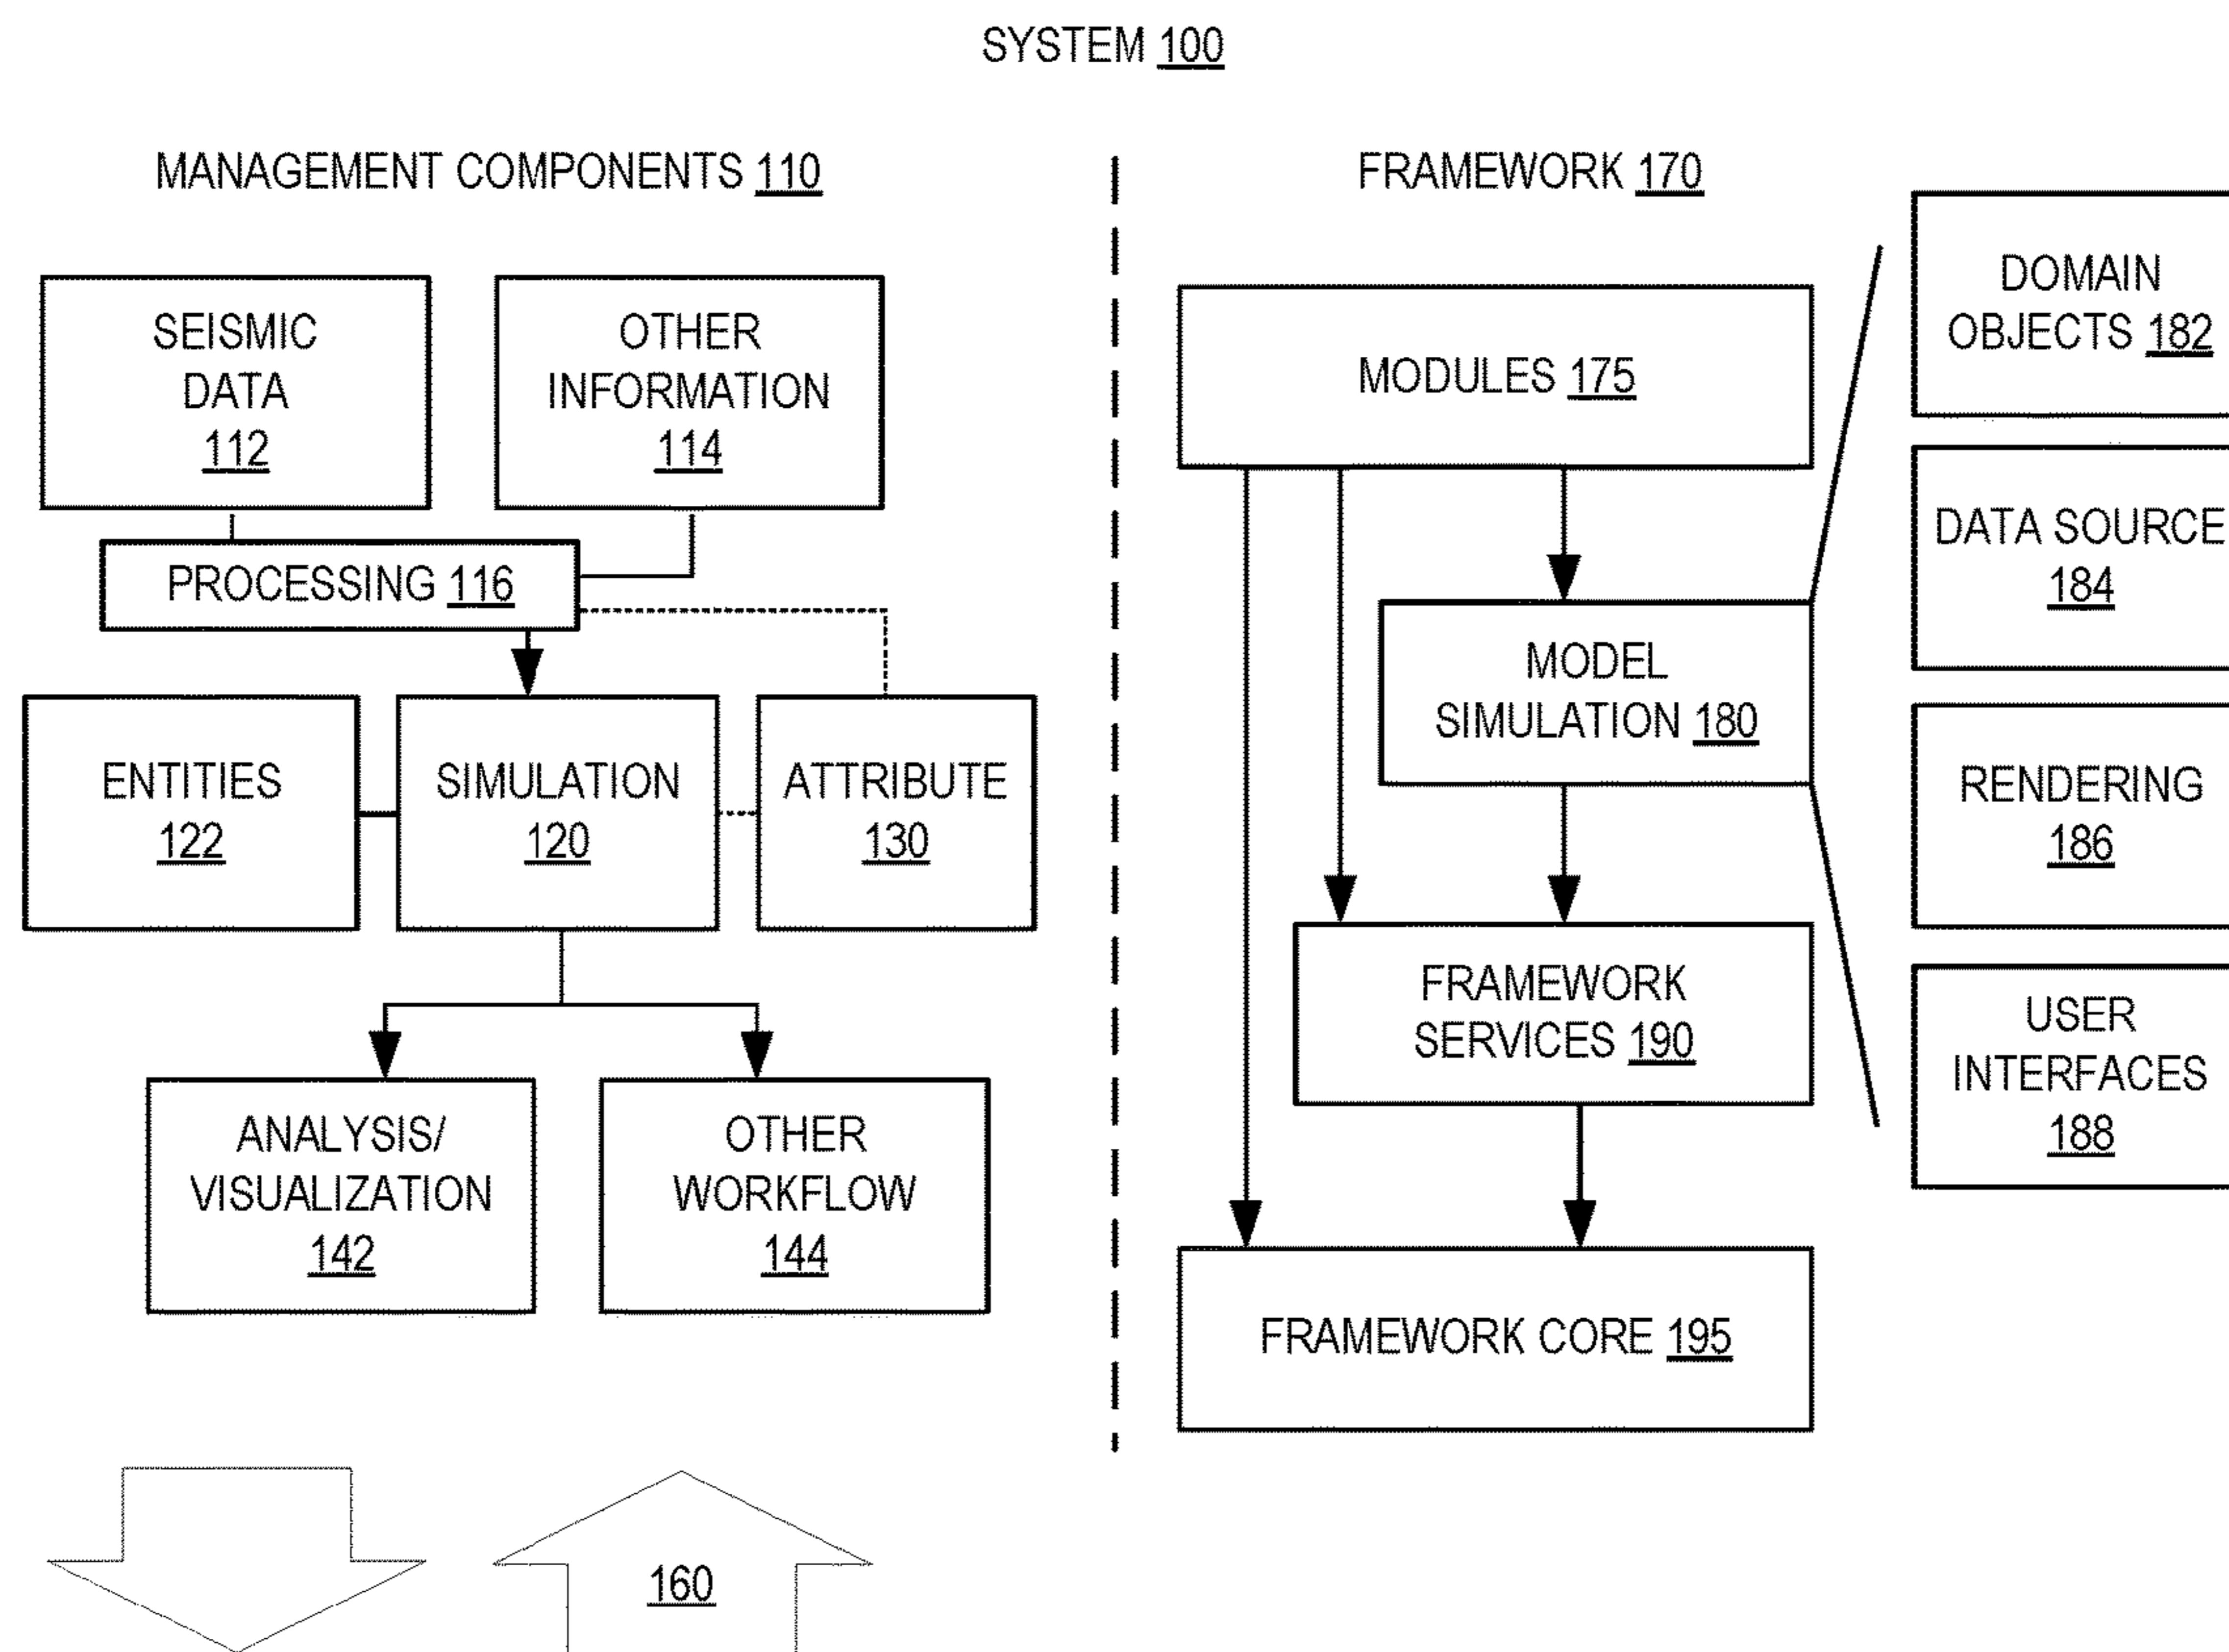 SYSTEM 100
MANAGEMENT COMPONENTS 110
SEISMIC
DATA
112
OTHER
INFORMATION
114
PROCESSING 116
ENTITIES
122
SIMULATION
120
ATTRIBUTE
130
ANALYSIS/
VISUALIZATION
142
OTHER
WORKFLOW
144
160
FRAMEWORK 170
MODULES 175
MODEL
SIMULATION 180
FRAMEWORK
SERVICES 190
FRAMEWORK CORE 195
DOMAIN
OBJECTS 182
DATA SOURCE
184
RENDERING
186
USER
INTERFACES
188